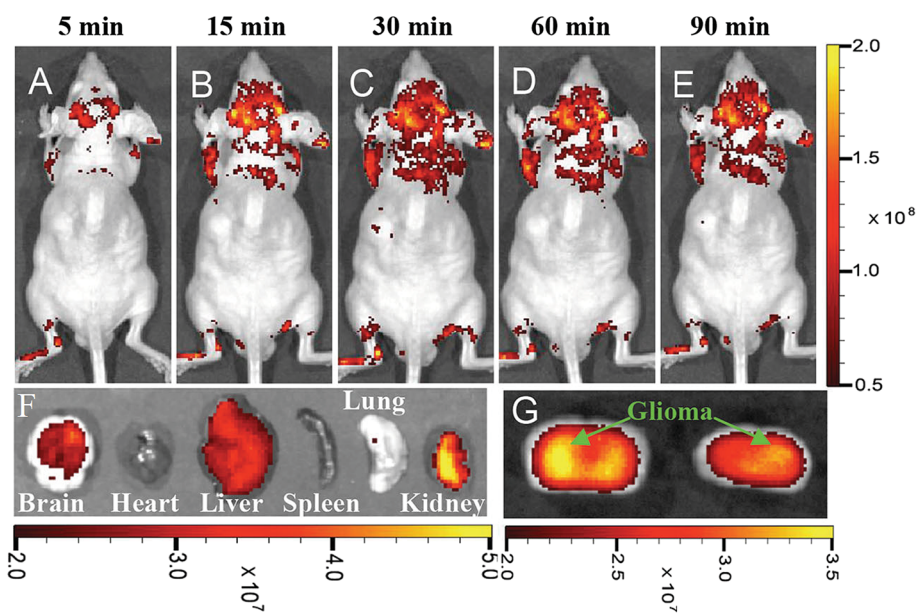 5 min 15 min 30 min 60 min 90 min
A B C D E
2.0
1.5
x 10⁸
1.0
0.5
F Lung G Glioma
Brain Heart Liver Spleen Kidney
2.0 3.0 4.0 5.0
x 10⁷
2.0 2.5 3.0 3.5
x 10⁷